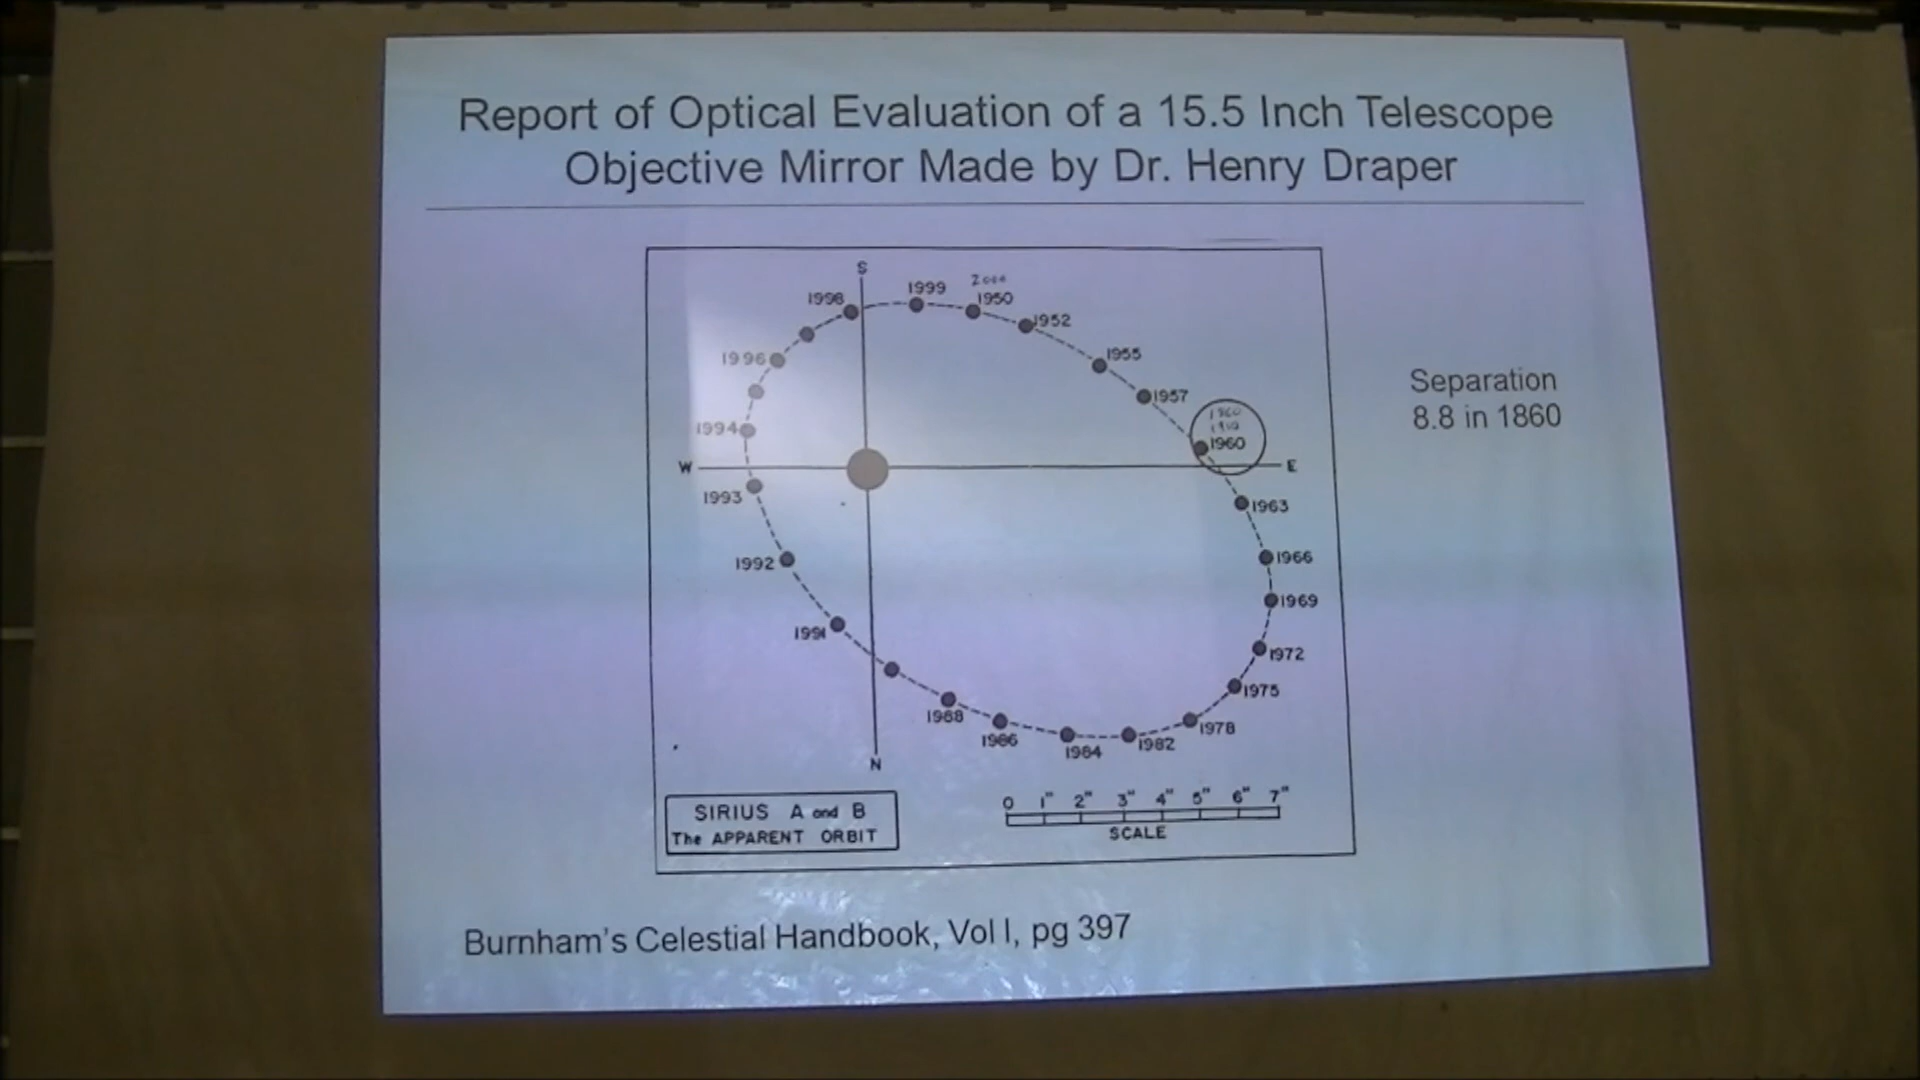 Report of Optical Evaluation of a 15.5 Inch Telescope
Objective Mirror Made by Dr. Henry Draper
S
1998
1999
2000
1950
1952
1996
1955
1957
1994
1860
1910
1960
W
E
1993
1963
1992
1966
1969
1991
1972
1975
1988
1986
1984
1982
1978
N
SIRIUS A and B
The APPARENT ORBIT
0 1" 2" 3" 4" 5" 6" 7"
SCALE
Separation
8.8 in 1860
Burnham's Celestial Handbook, Vol I, pg 397